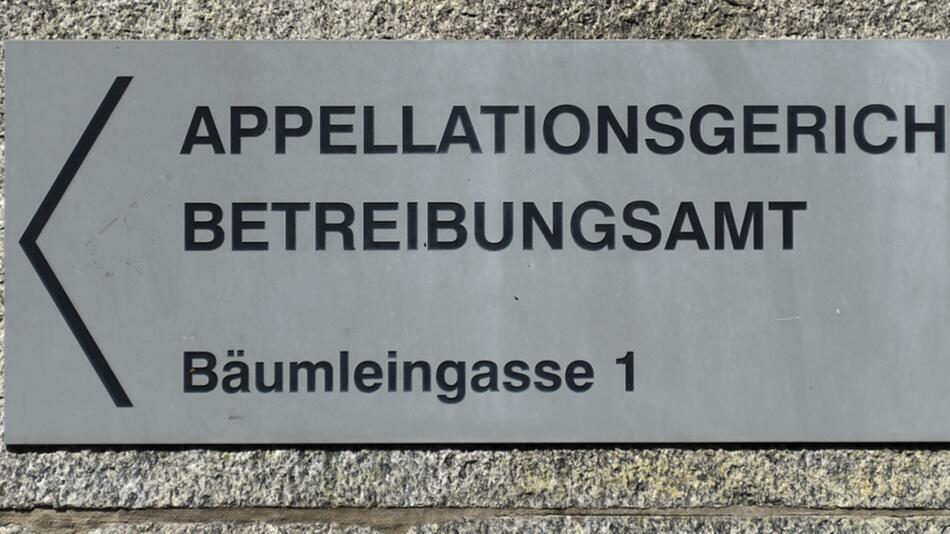 APPELLATIONSGERICH
BETREIBUNGSAMT
Bäumleingasse 1